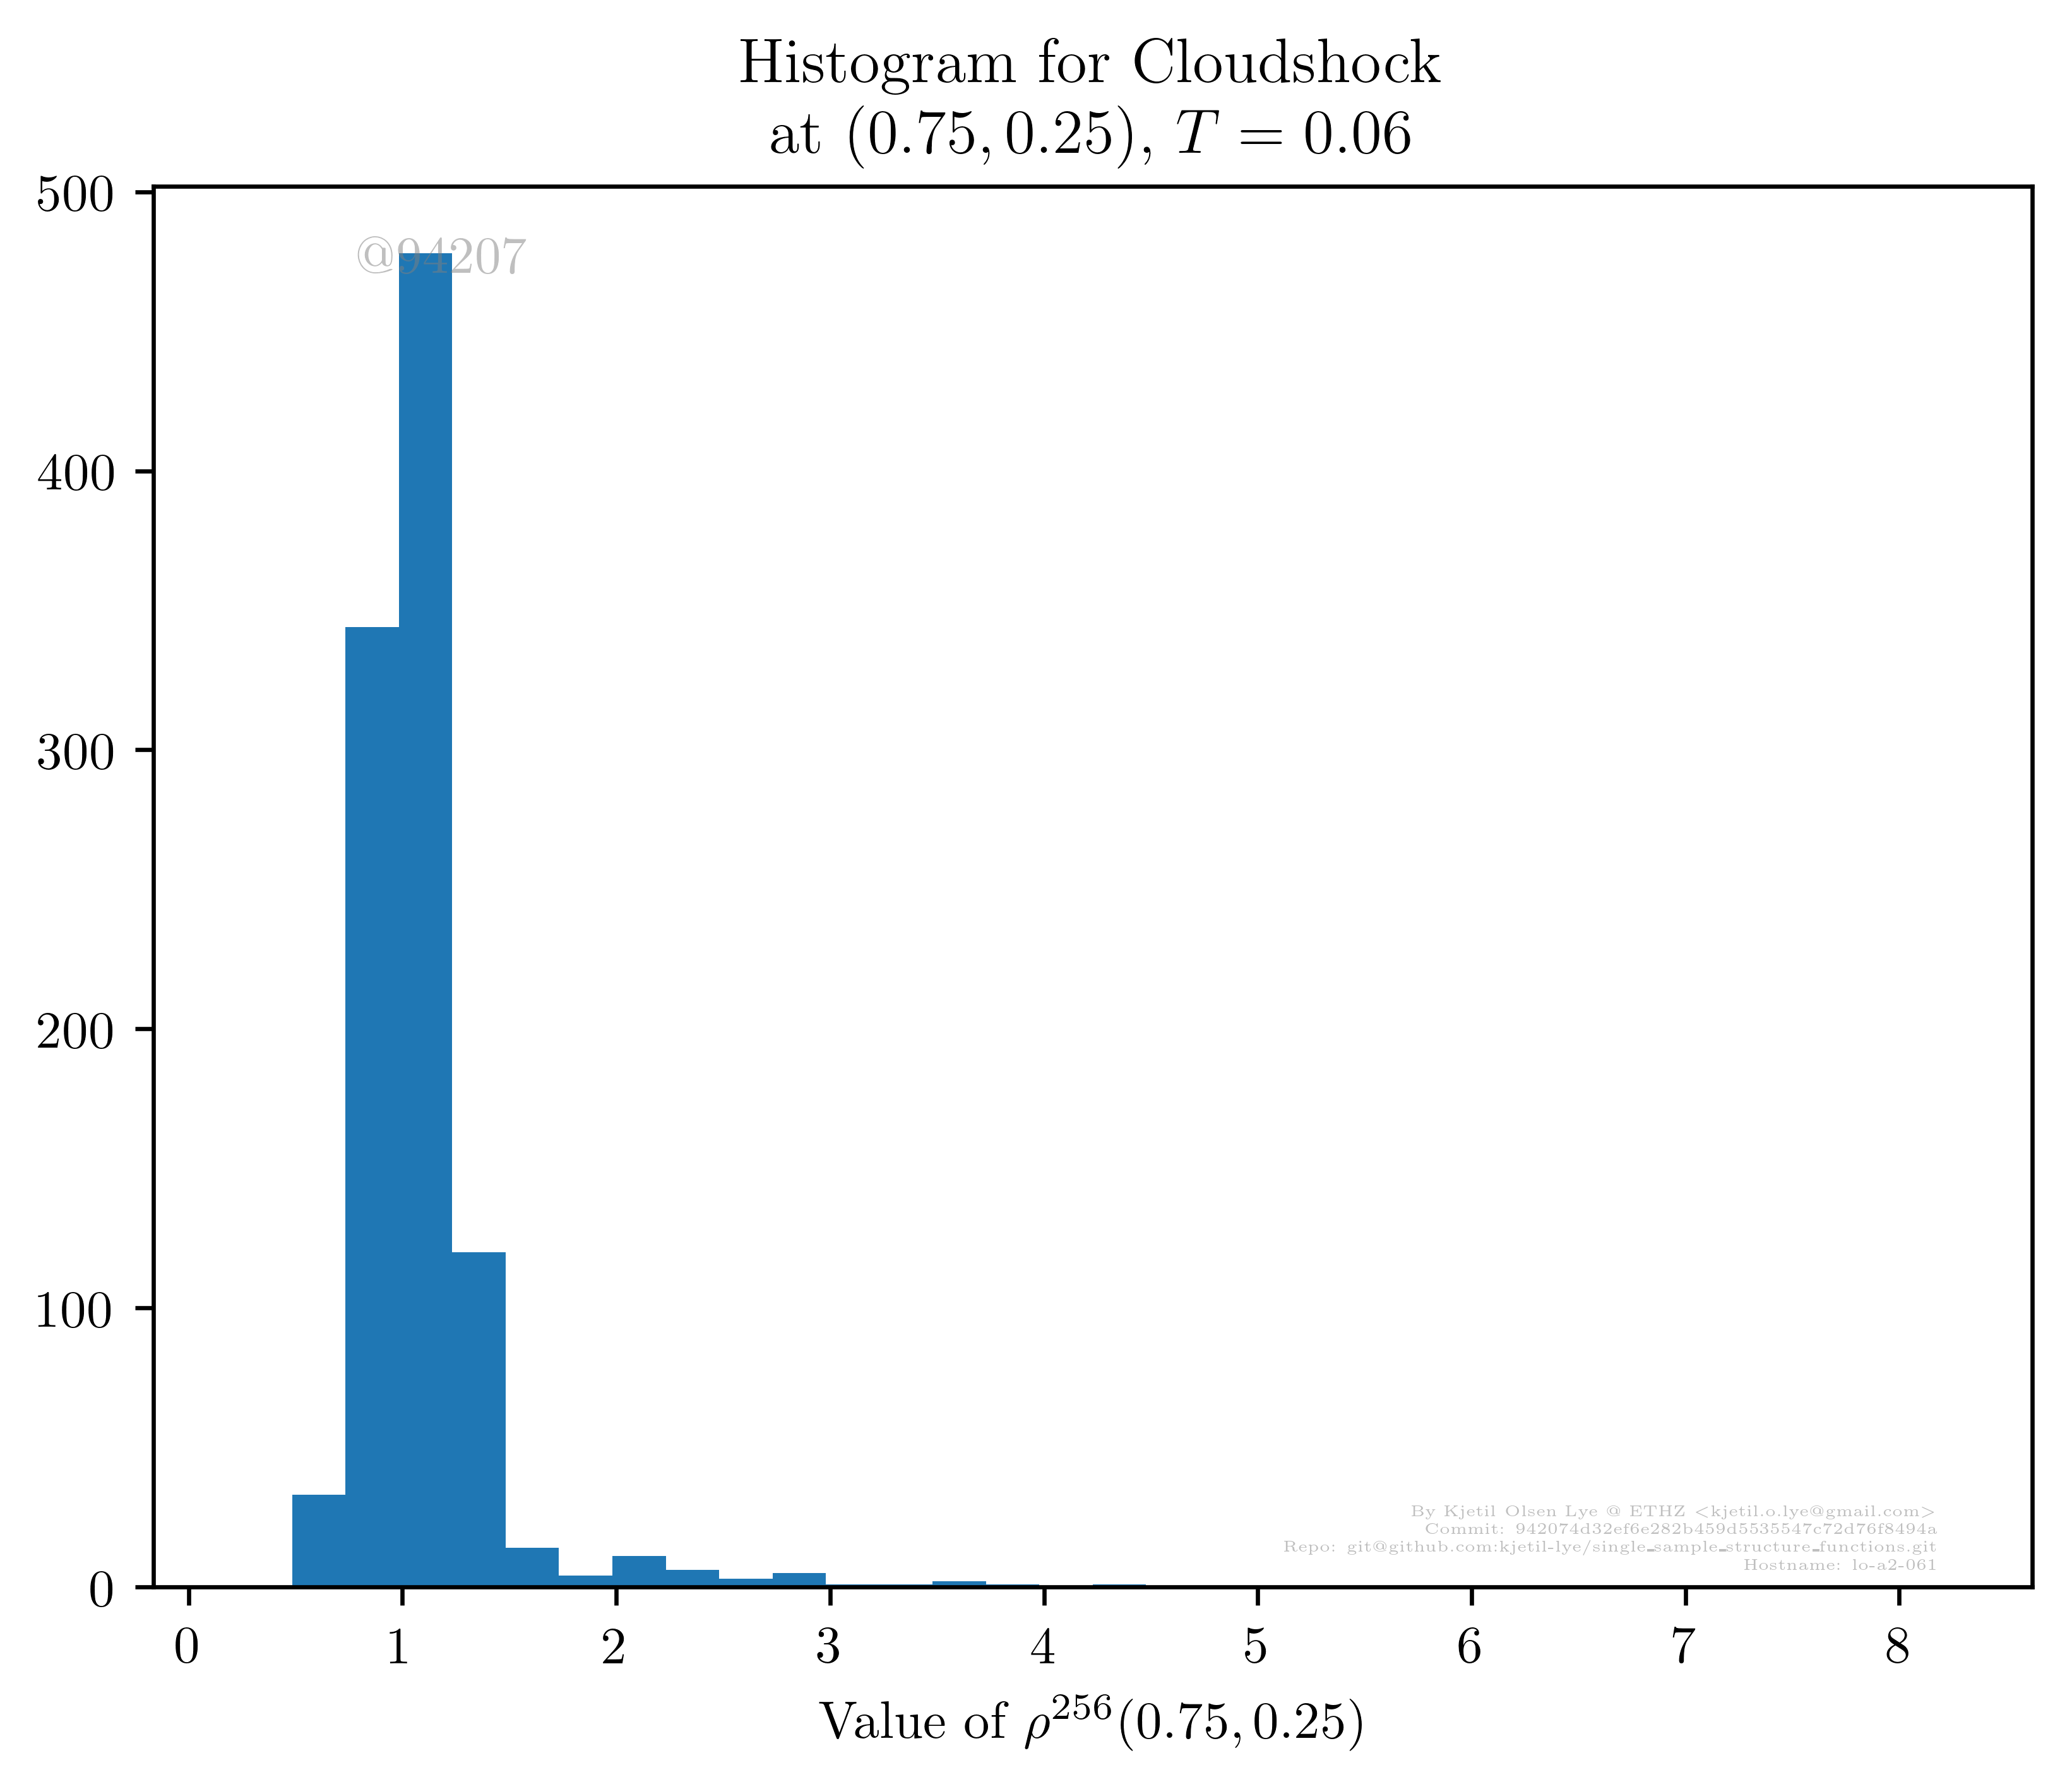 Histogram for Cloudshock
at (0.75, 0.25), T = 0.06
500
@94207
400
300
200
100
0
By Kjetil Olsen Lye @ ETHZ <kjetil.o.lye@gmail.com>
Commit: 942074d32ef6e282b459d5535547c72d76f8494a
Repo: git@github.com:kjetil-lye/single_sample_structure_functions.git
Hostname: lo-a2-061
0 1 2 3 4 5 6 7 8
Value of ρ²⁵⁶(0.75, 0.25)